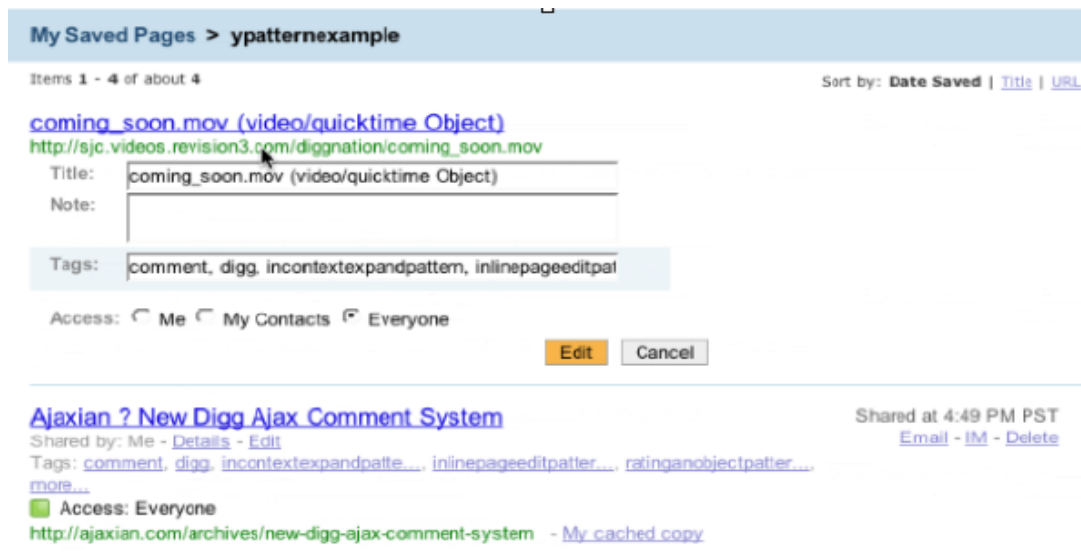 My Saved Pages > ypatternexample
Items 1 - 4 of about 4
Sort by: Date Saved | Title | URL
coming_soon.mov (video/quicktime Object)
http://sjc.videos.revision3.com/diggnation/coming_soon.mov
Title: coming_soon.mov (video/quicktime Object)
Note:
Tags: comment, digg, incontextexpandpattern, inlinepageeditpat
Access: Me My Contacts Everyone
Edit Cancel
Ajaxian ? New Digg Ajax Comment System
Shared at 4:49 PM PST
Shared by: Me - Details - Edit
Email - IM - Delete
Tags: comment, digg, incontextexpandpatte..., inlinepageeditpatter..., ratinganobjectpatter...,
more...
Access: Everyone
http://ajaxian.com/archives/new-digg-ajax-comment-system - My cached copy